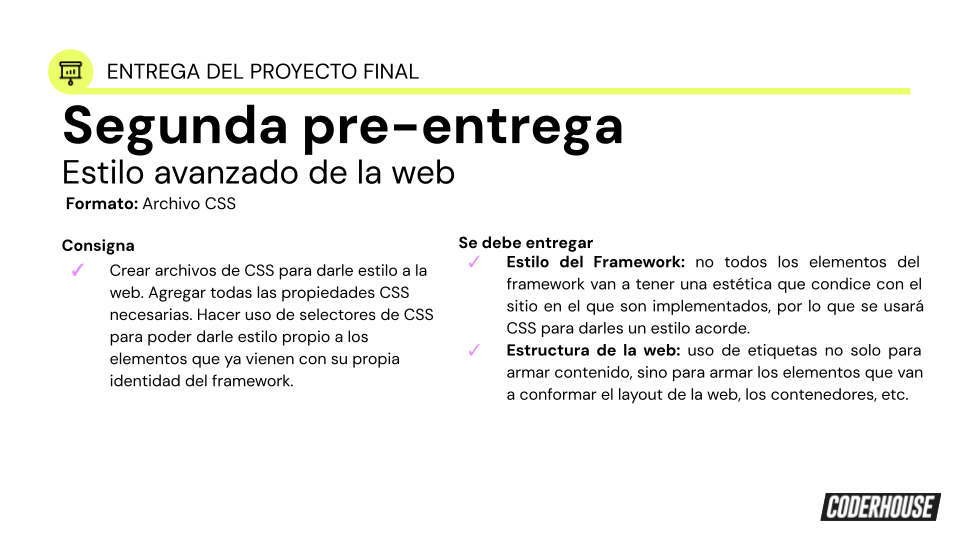 ENTREGA DEL PROYECTO FINAL
Segunda pre-entrega
Estilo avanzado de la web
Formato: Archivo CSS
Consigna
✓ Crear archivos de CSS para darle estilo a la
web. Agregar todas las propiedades CSS
necesarias. Hacer uso de selectores de CSS
para poder darle estilo propio a los
elementos que ya vienen con su propia
identidad del framework.
Se debe entregar
✓ Estilo del Framework: no todos los elementos del
framework van a tener una estética que condice con el
sitio en el que son implementados, por lo que se usará
CSS para darles un estilo acorde.
✓ Estructura de la web: uso de etiquetas no solo para
armar contenido, sino para armar los elementos que van
a conformar el layout de la web, los contenedores, etc.
CODERHOUSE